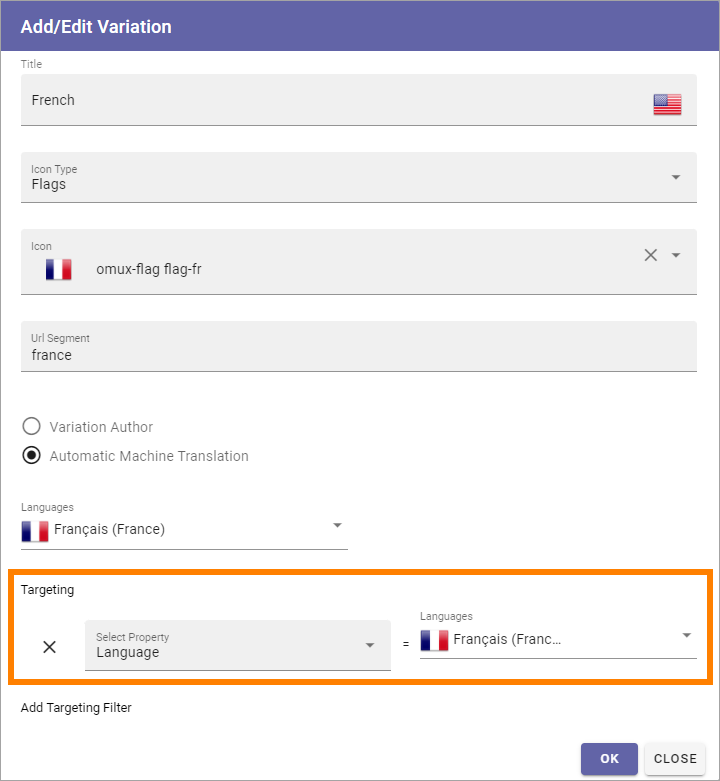 Add/Edit Variation
Title
French
Icon Type
Flags
Icon
omux-flag flag-fr
Url Segment
france
Variation Author
Automatic Machine Translation
Languages
Français (France)
Targeting
Select Property
Language
=
Languages
Français (Franc...
Add Targeting Filter
OK
CLOSE